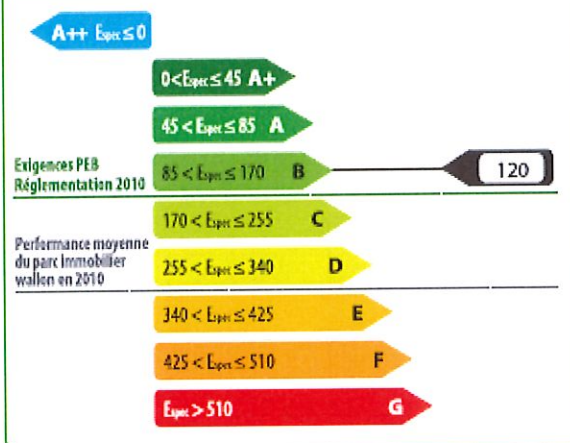 A++ Espec ≤ 0
0 < Espec ≤ 45 A+
45 < Espec ≤ 85 A
Exigences PEB
Réglementation 2010
85 < Espec ≤ 170 B
120
170 < Espec ≤ 255 C
Performance moyenne
du parc immobilier
wallon en 2010
255 < Espec ≤ 340 D
340 < Espec ≤ 425 E
425 < Espec ≤ 510 F
Espec > 510 G